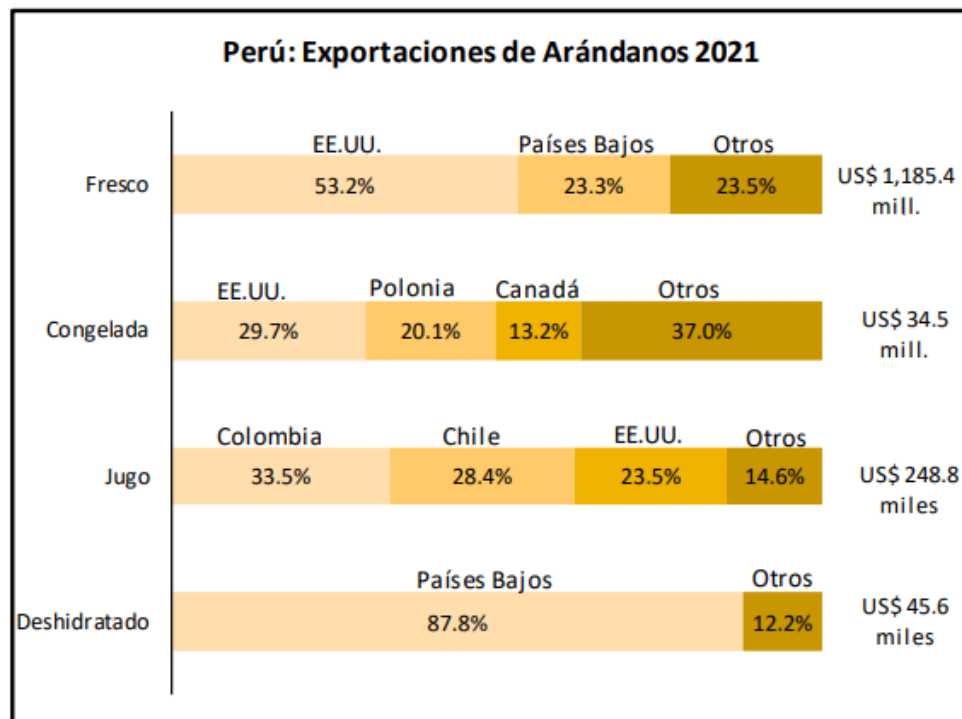 Perú: Exportaciones de Arándanos 2021
EE.UU. Países Bajos Otros
Fresco 53.2% 23.3% 23.5% US$ 1,185.4
mill.
EE.UU. Polonia Canadá Otros
Congelada 29.7% 20.1% 13.2% 37.0% US$ 34.5
mill.
Colombia Chile EE.UU. Otros
Jugo 33.5% 28.4% 23.5% 14.6% US$ 248.8
miles
Países Bajos Otros
Deshidratado 87.8% 12.2% US$ 45.6
miles